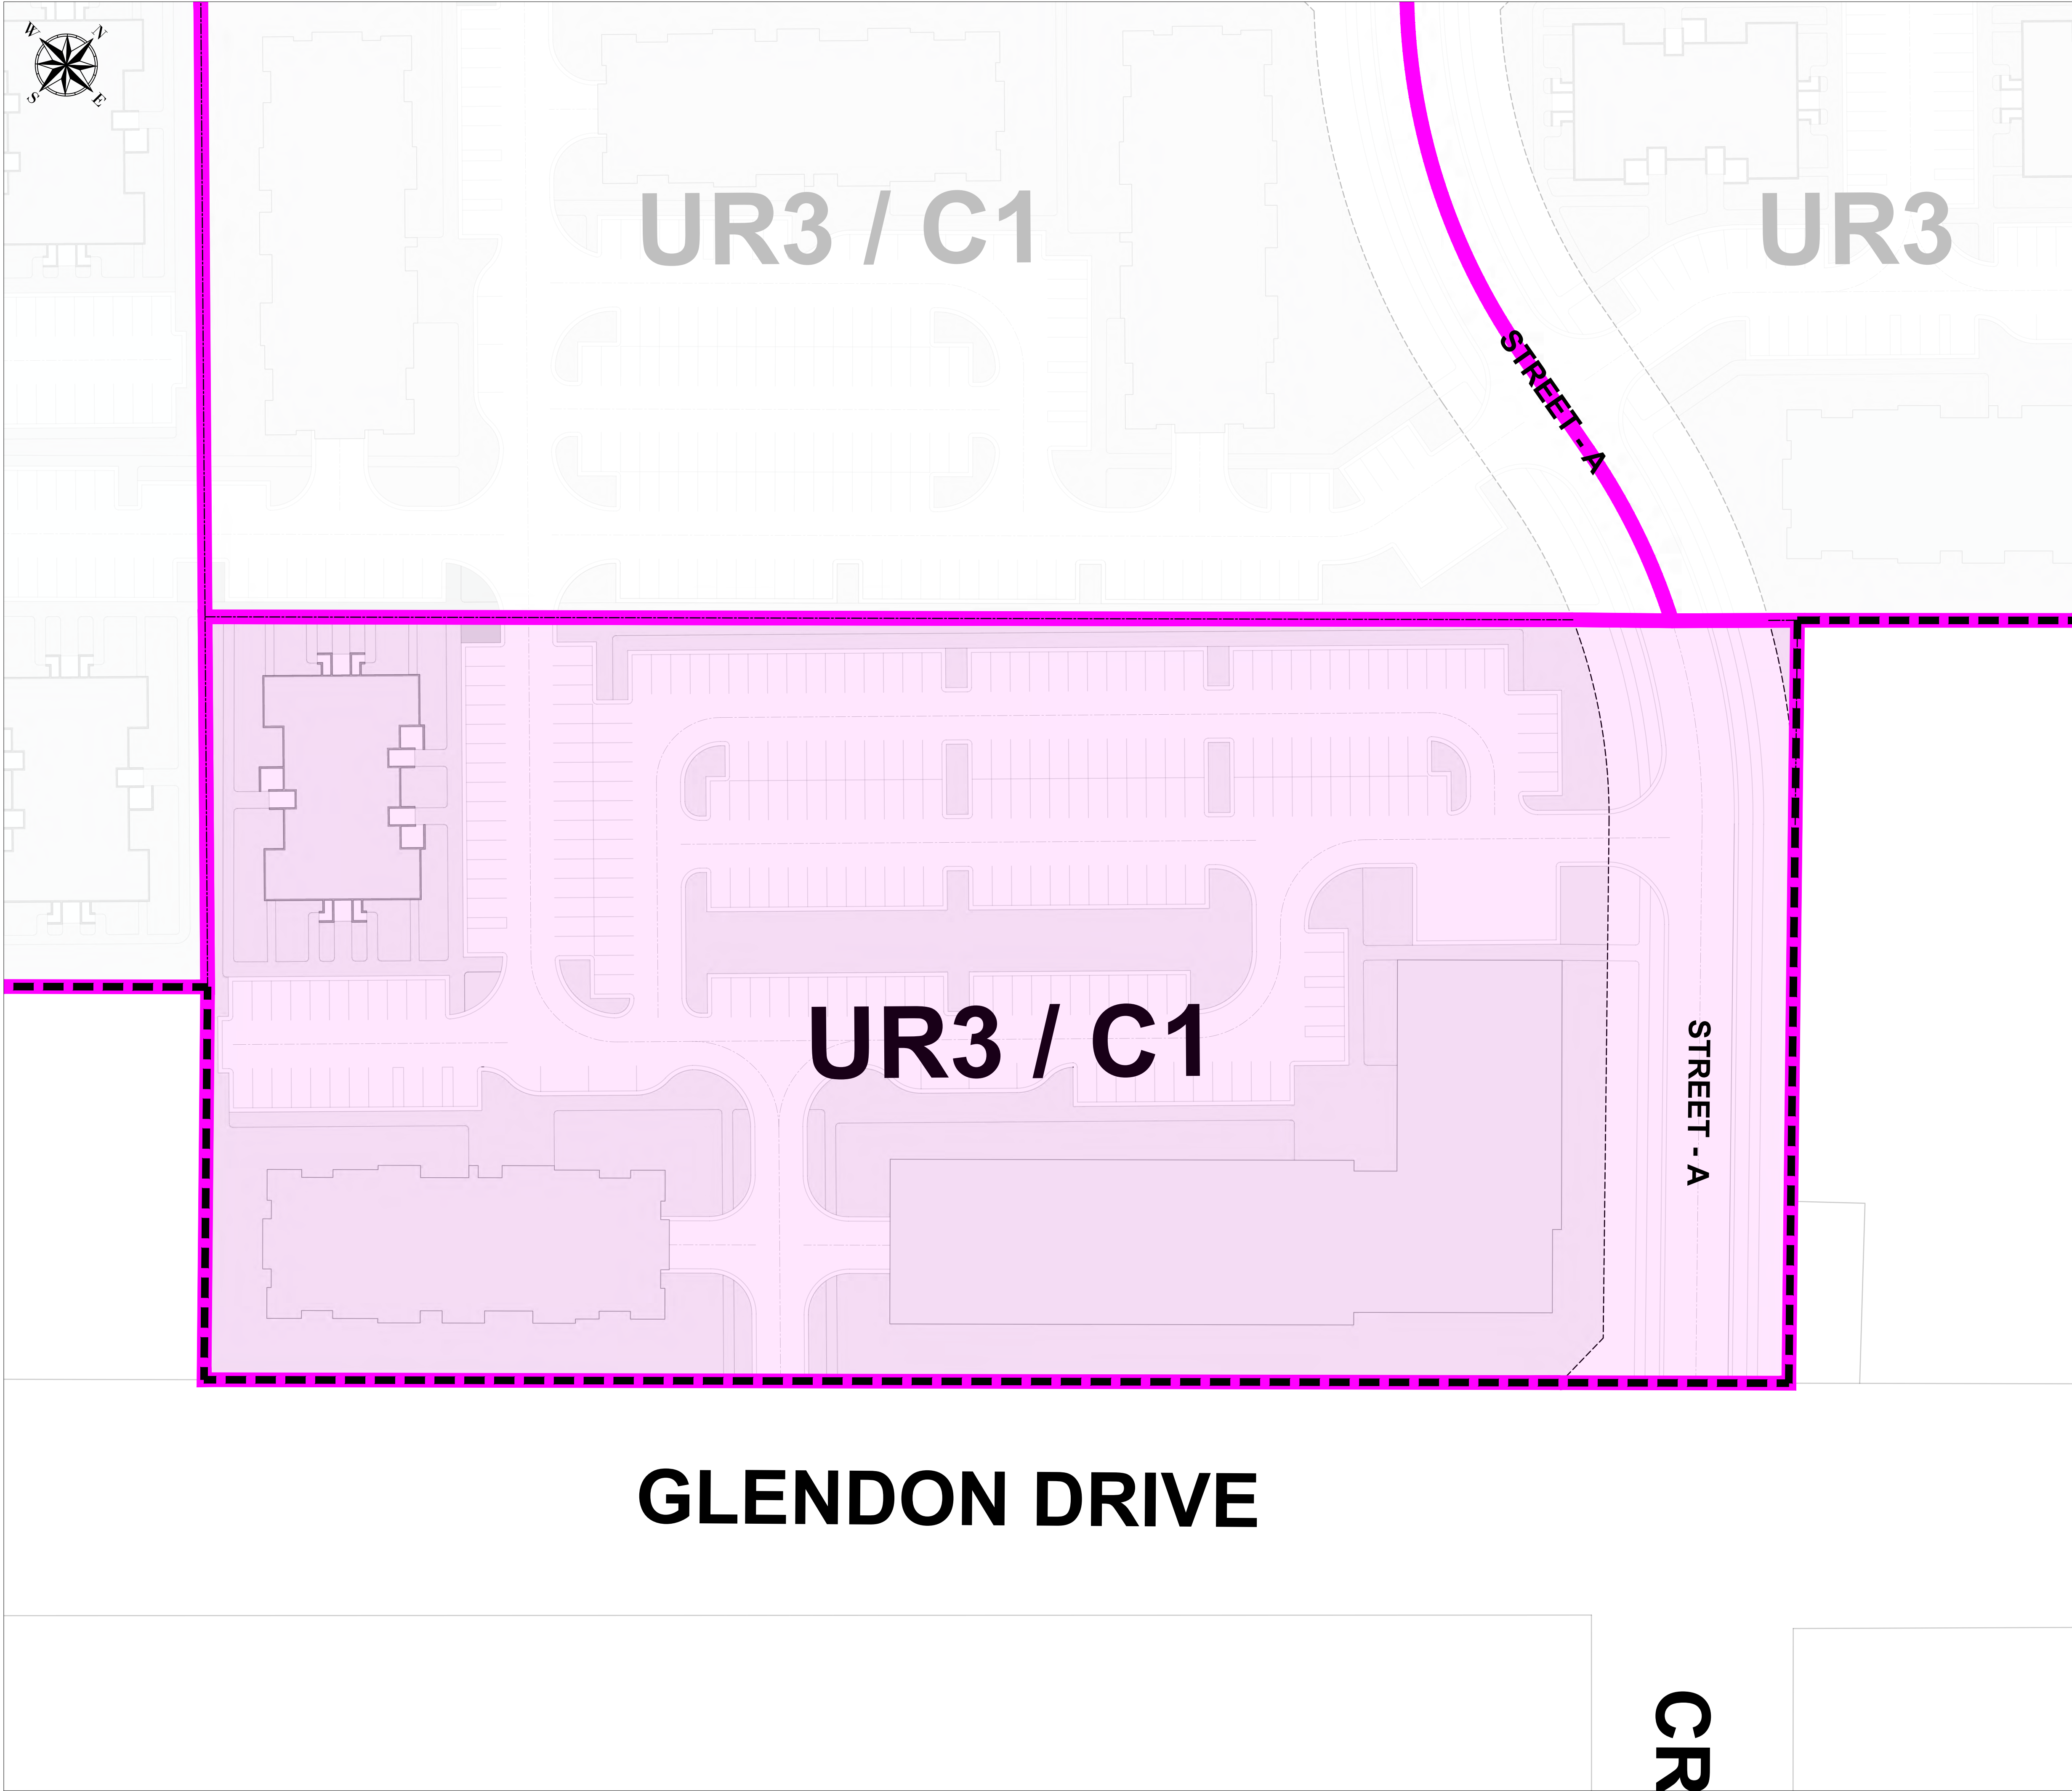 W N
S E
UR3 / C1
UR3
STREET - A
UR3 / C1
STREET - A
GLENDON DRIVE
CR